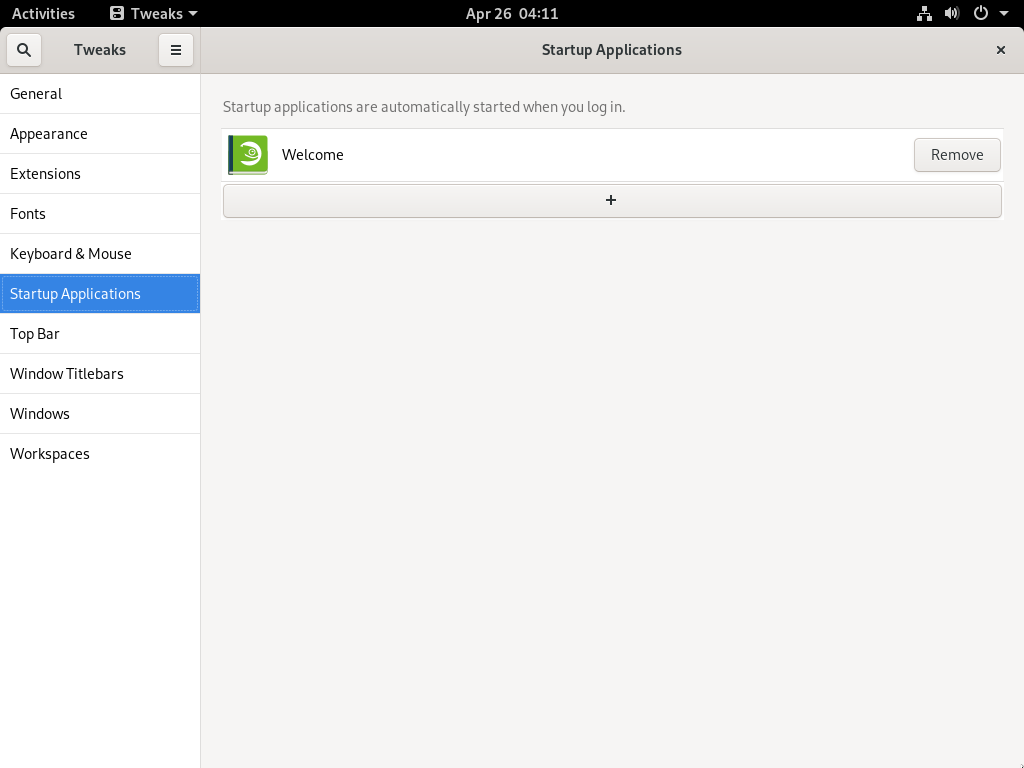 Activities Tweaks Apr 26 04:11
Tweaks Startup Applications
General
Appearance
Extensions
Fonts
Keyboard & Mouse
Startup Applications
Top Bar
Window Titlebars
Windows
Workspaces
Startup applications are automatically started when you log in.
Welcome Remove
+